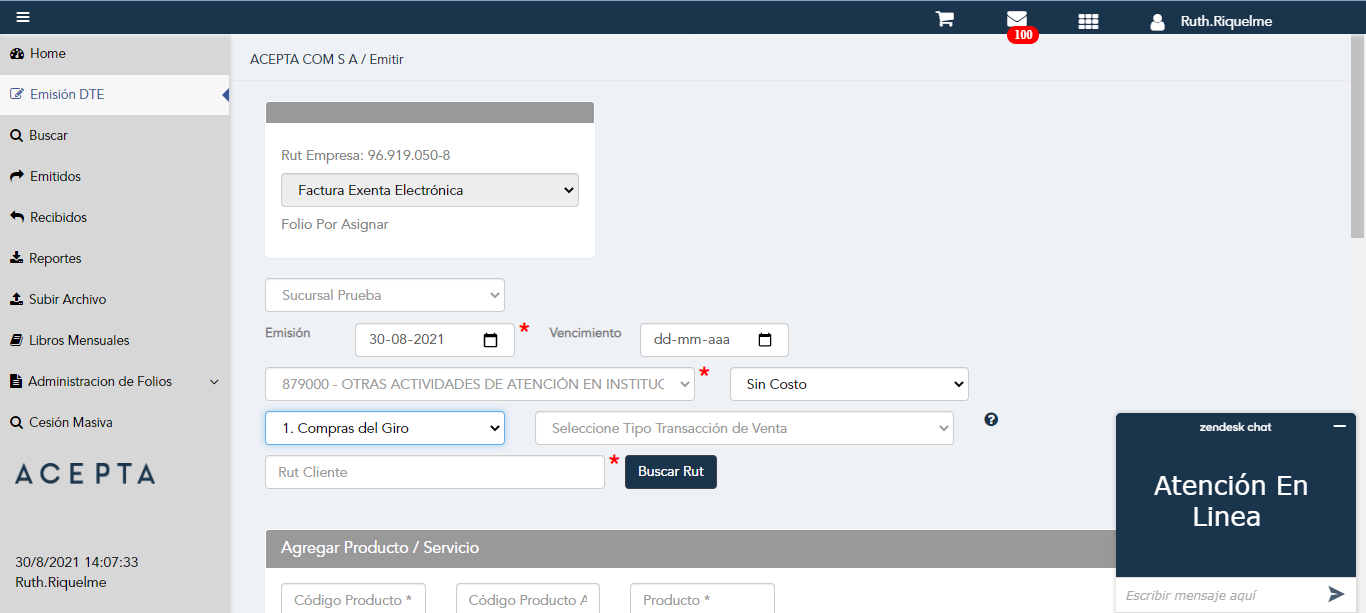 Ruth.Riquelme
100
Home
Emisión DTE
Buscar
Emitidos
Recibidos
Reportes
Subir Archivo
Libros Mensuales
Administracion de Folios
Cesión Masiva
ACEPTA
30/8/2021 14:07:33
Ruth.Riquelme
ACEPTA COM S A / Emitir
Rut Empresa: 96.919.050-8
Factura Exenta Electrónica
Folio Por Asignar
Sucursal Prueba
Emisión 30-08-2021 * Vencimiento dd-mm-aaa
879000 - OTRAS ACTIVIDADES DE ATENCIÓN EN INSTITUC * Sin Costo
1. Compras del Giro Seleccione Tipo Transacción de Venta ?
Rut Cliente * Buscar Rut
Agregar Producto / Servicio
Código Producto * Código Producto A Producto *
zendesk chat
Atención En
Linea
Escribir mensaje aquí